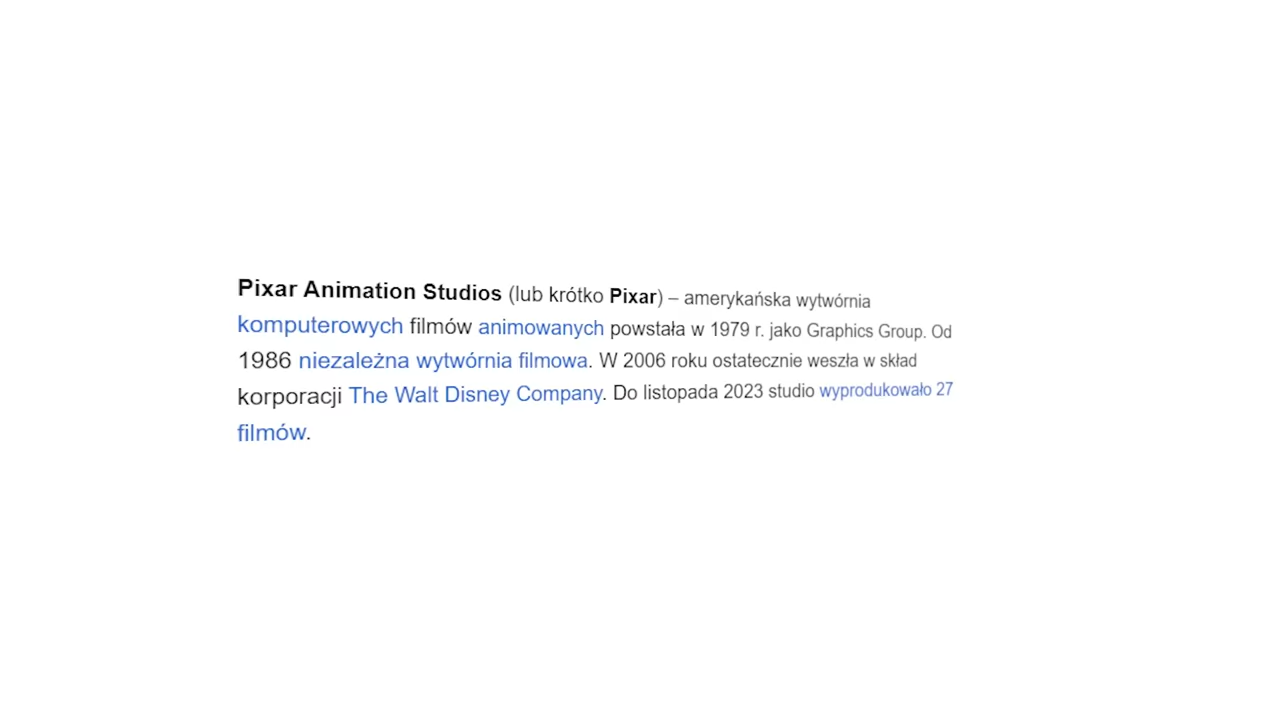 Pixar Animation Studios (lub krótko Pixar) – amerykańska wytwórnia
komputerowych filmów animowanych powstała w 1979 r. jako Graphics Group. Od
1986 niezależna wytwórnia filmowa. W 2006 roku ostatecznie weszła w skład
korporacji The Walt Disney Company. Do listopada 2023 studio wyprodukowało 27
filmów.